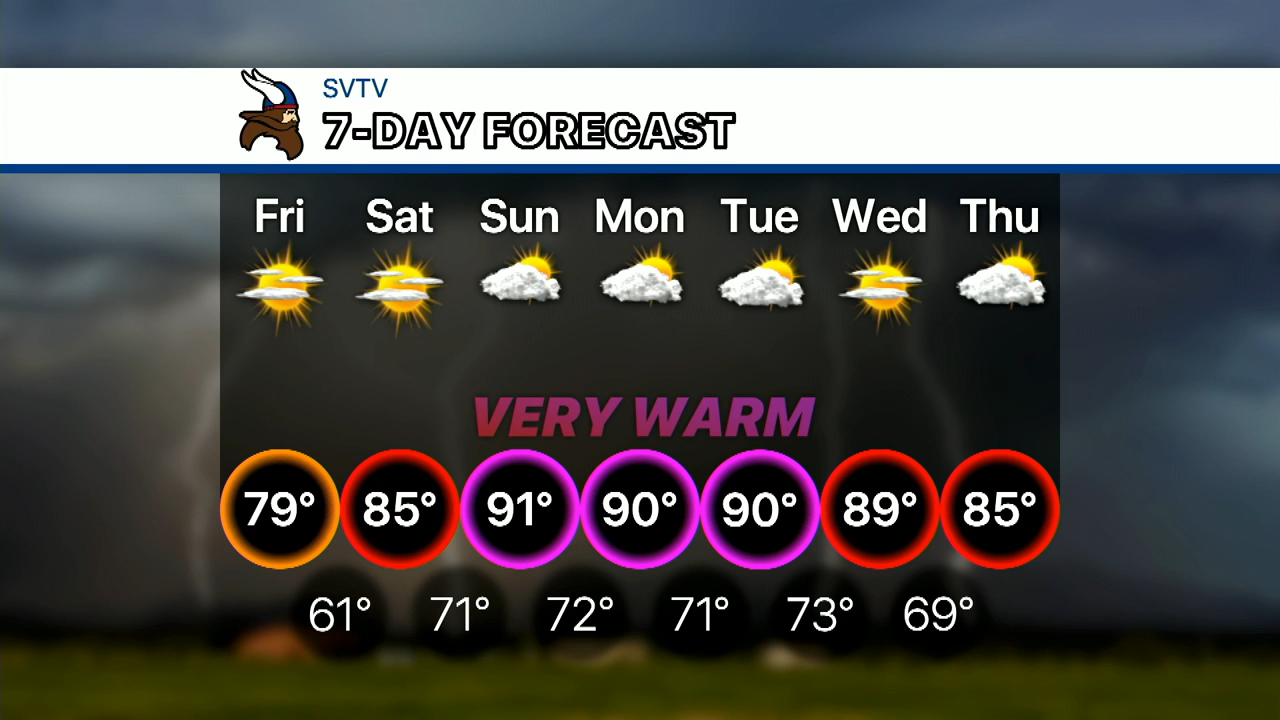 SVTV
7-DAY FORECAST
Fri Sat Sun Mon Tue Wed Thu
VERY WARM
79° 85° 91° 90° 90° 89° 85°
61° 71° 72° 71° 73° 69°